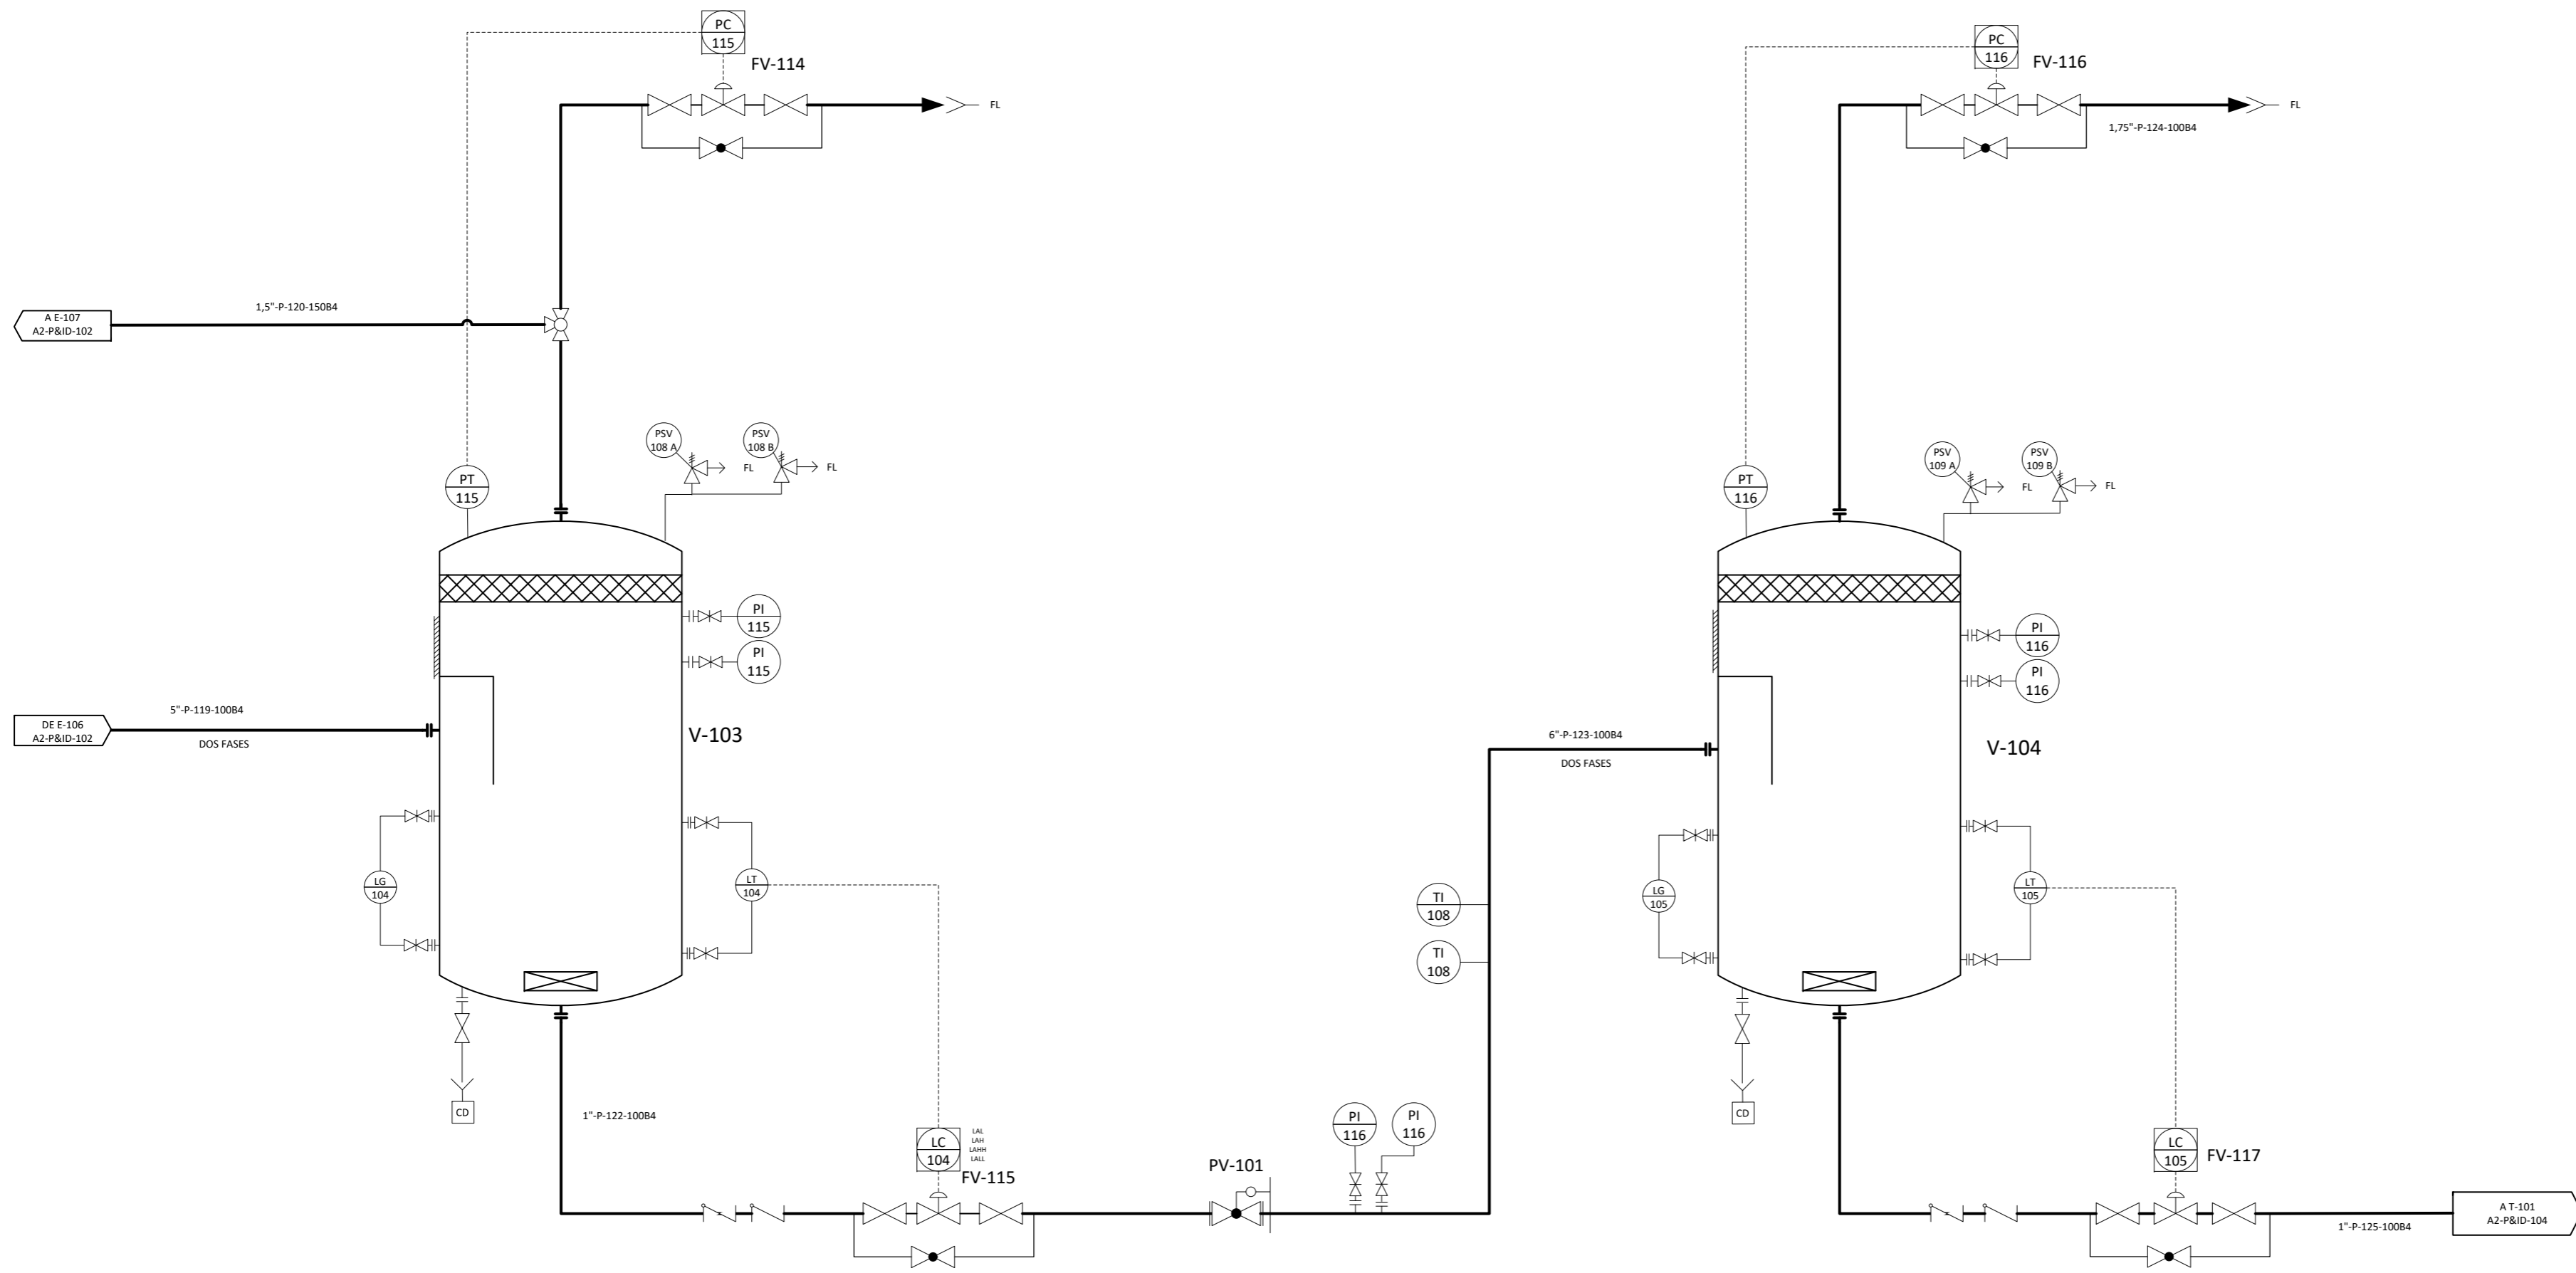 PC
115
FV-114
FL
PC
116
FV-116
FL
1,75"-P-124-100B4
1,5"-P-120-150B4
A E-107
A2-P&ID-102
PSV
108 A
FL
PSV
108 B
FL
PT
115
PSV
109 A
FL
PSV
109 B
FL
PT
116
PI
115
PI
115
PI
116
PI
116
5"-P-119-100B4
DE E-106
A2-P&ID-102
DOS FASES
V-103
6"-P-123-100B4
DOS FASES
V-104
LG
104
LT
104
TI
108
TI
108
LG
105
LT
105
CD
1"-P-122-100B4
LC
104
LAL
LAH
LAHH
LALL
FV-115
PV-101
PI
116
PI
116
CD
LC
105
FV-117
A T-101
A2-P&ID-104
1"-P-125-100B4